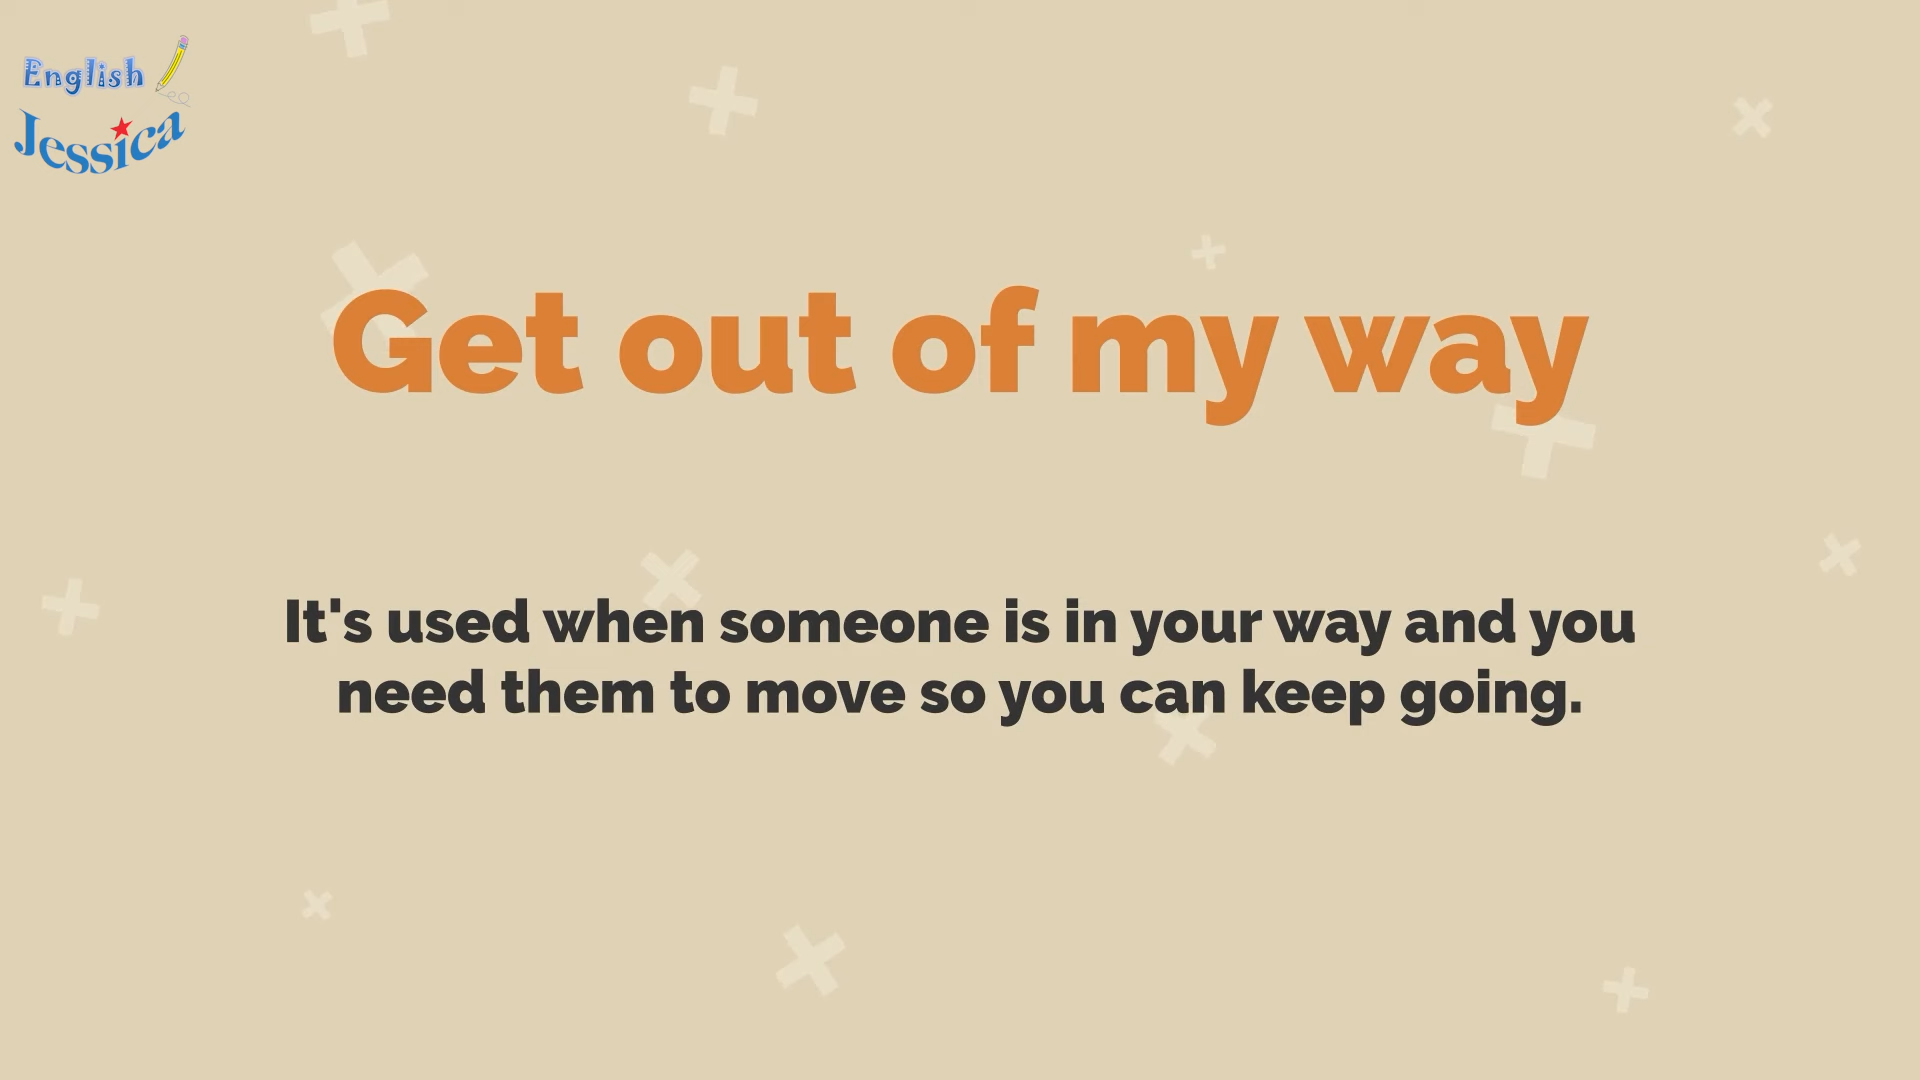 English
Jessica
Get out of my way
It's used when someone is in your way and you
need them to move so you can keep going.